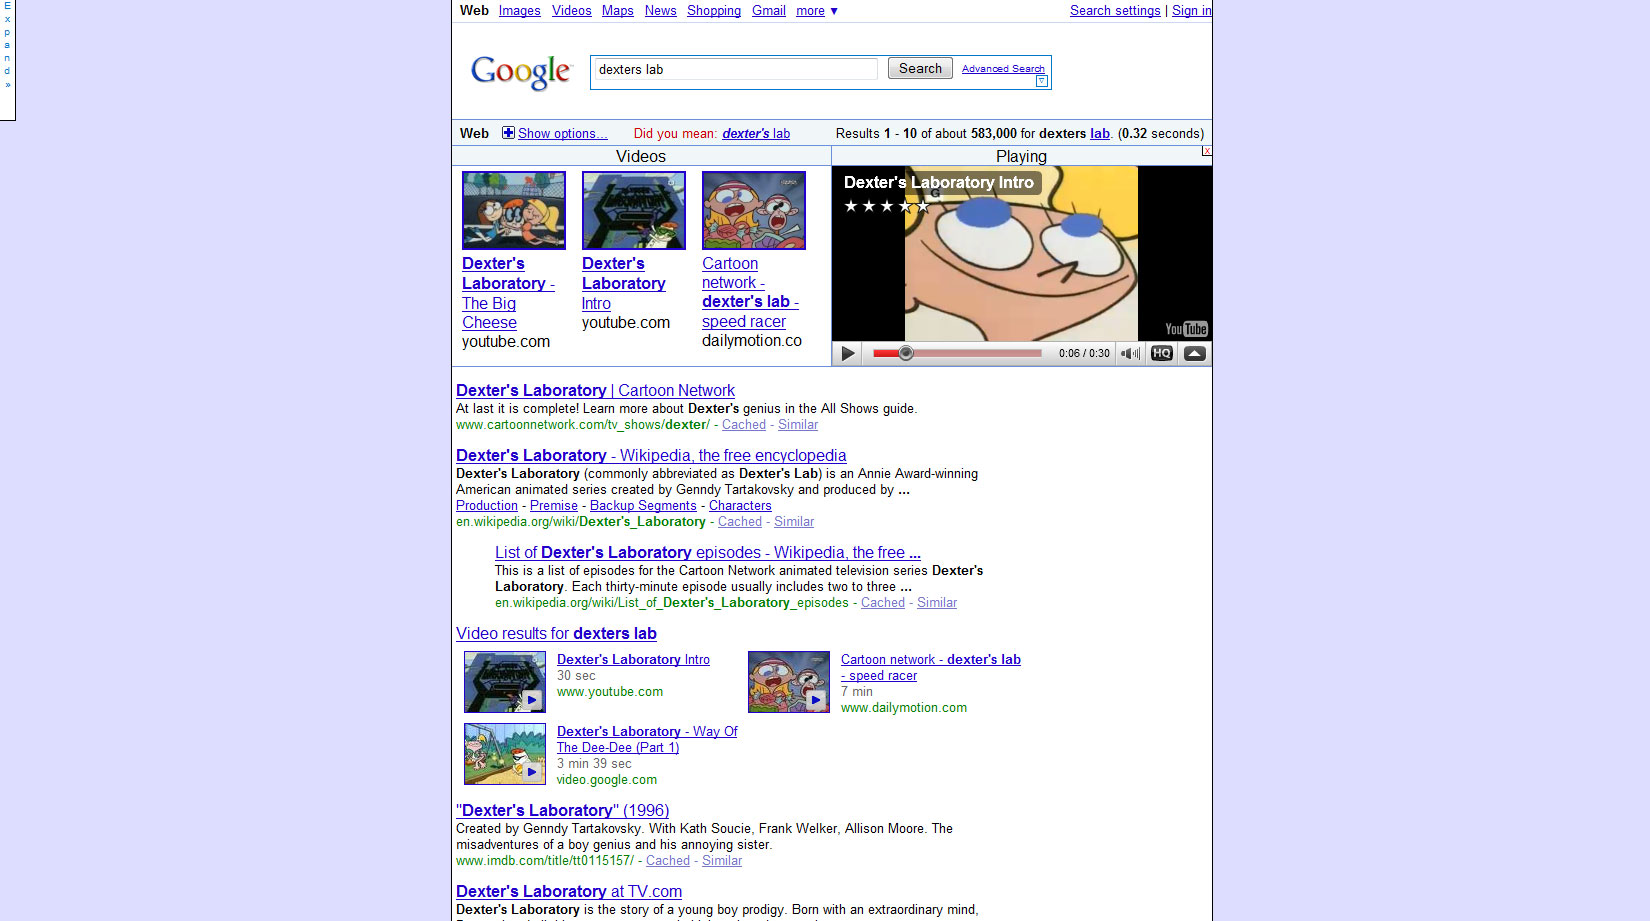 E
x
p
a
n
d
»
Web Images Videos Maps News Shopping Gmail more ▼ Search settings | Sign in
Google™ dexters lab Search Advanced Search
Web Show options... Did you mean: dexter's lab Results 1 - 10 of about 583,000 for dexters lab. (0.32 seconds)
Videos Playing x
Dexter's Laboratory - The Big Cheese
youtube.com
Dexter's Laboratory Intro
youtube.com
Cartoon network - dexter's lab - speed racer
dailymotion.co
Dexter's Laboratory Intro
YouTube
0:06 / 0:30 HQ
Dexter's Laboratory | Cartoon Network
At last it is complete! Learn more about Dexter's genius in the All Shows guide.
www.cartoonnetwork.com/tv_shows/dexter/ - Cached - Similar
Dexter's Laboratory - Wikipedia, the free encyclopedia
Dexter's Laboratory (commonly abbreviated as Dexter's Lab) is an Annie Award-winning
American animated series created by Genndy Tartakovsky and produced by ...
Production - Premise - Backup Segments - Characters
en.wikipedia.org/wiki/Dexter's_Laboratory - Cached - Similar
List of Dexter's Laboratory episodes - Wikipedia, the free ...
This is a list of episodes for the Cartoon Network animated television series Dexter's
Laboratory. Each thirty-minute episode usually includes two to three ...
en.wikipedia.org/wiki/List_of_Dexter's_Laboratory_episodes - Cached - Similar
Video results for dexters lab
Dexter's Laboratory Intro
30 sec
www.youtube.com
Cartoon network - dexter's lab
- speed racer
7 min
www.dailymotion.com
Dexter's Laboratory - Way Of
The Dee-Dee (Part 1)
3 min 39 sec
video.google.com
"Dexter's Laboratory" (1996)
Created by Genndy Tartakovsky. With Kath Soucie, Frank Welker, Allison Moore. The
misadventures of a boy genius and his annoying sister.
www.imdb.com/title/tt0115157/ - Cached - Similar
Dexter's Laboratory at TV.com
Dexter's Laboratory is the story of a young boy prodigy. Born with an extraordinary mind,